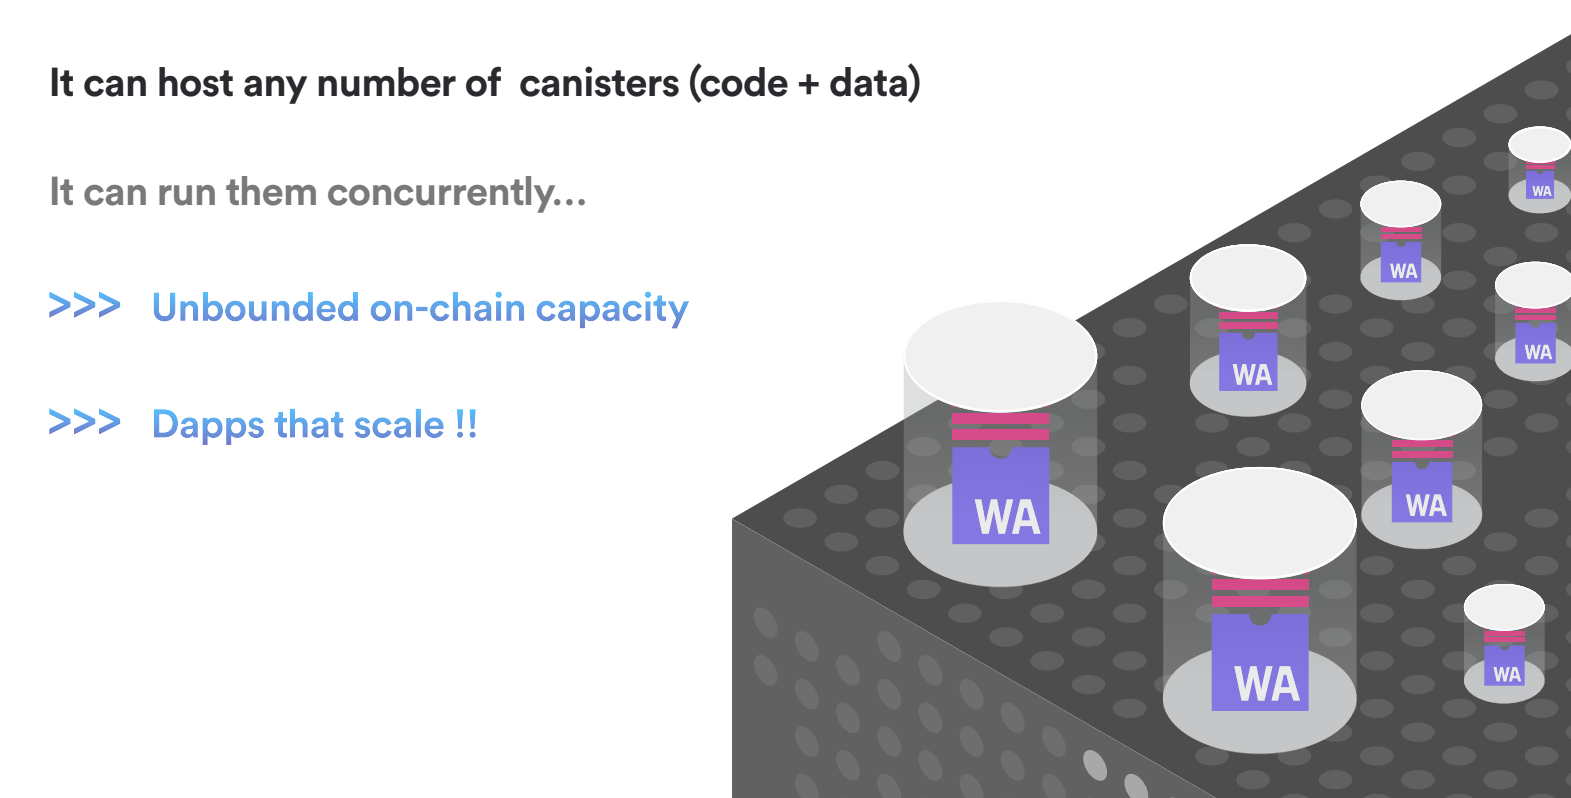 It can host any number of  canisters (code + data)
It can run them concurrently...
>>> Unbounded on-chain capacity
>>> Dapps that scale !!
WA
WA
WA
WA
WA
WA
WA
WA